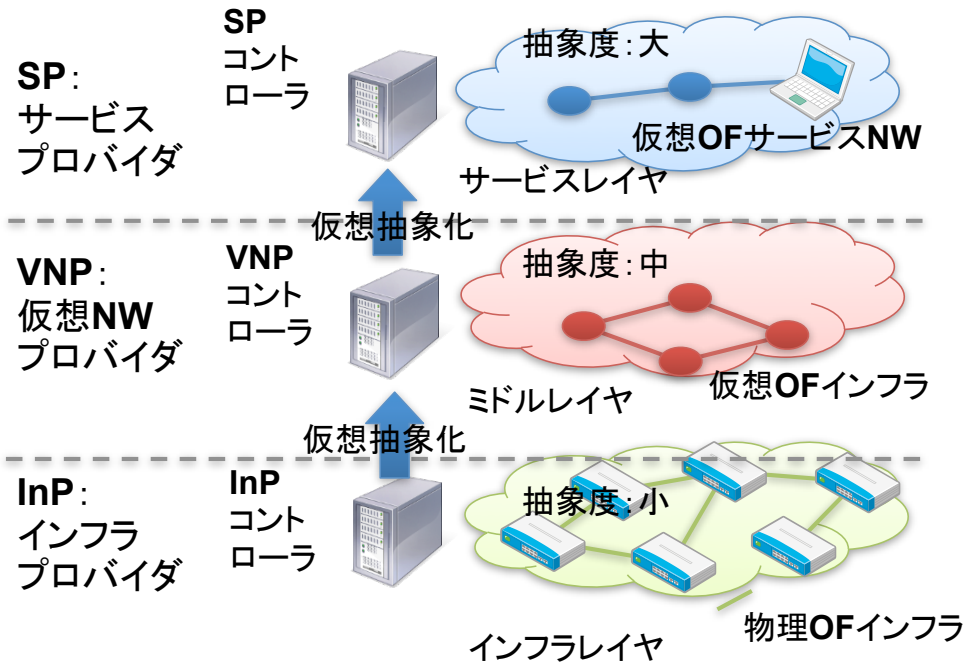 SP：
サービス
プロバイダ
SP
コント
ローラ
抽象度：大
仮想OFサービスNW
サービスレイヤ
仮想抽象化
VNP：
仮想NW
プロバイダ
VNP
コント
ローラ
抽象度：中
仮想OFインフラ
ミドルレイヤ
仮想抽象化
InP：
インフラ
プロバイダ
InP
コント
ローラ
抽象度：小
物理OFインフラ
インフラレイヤ